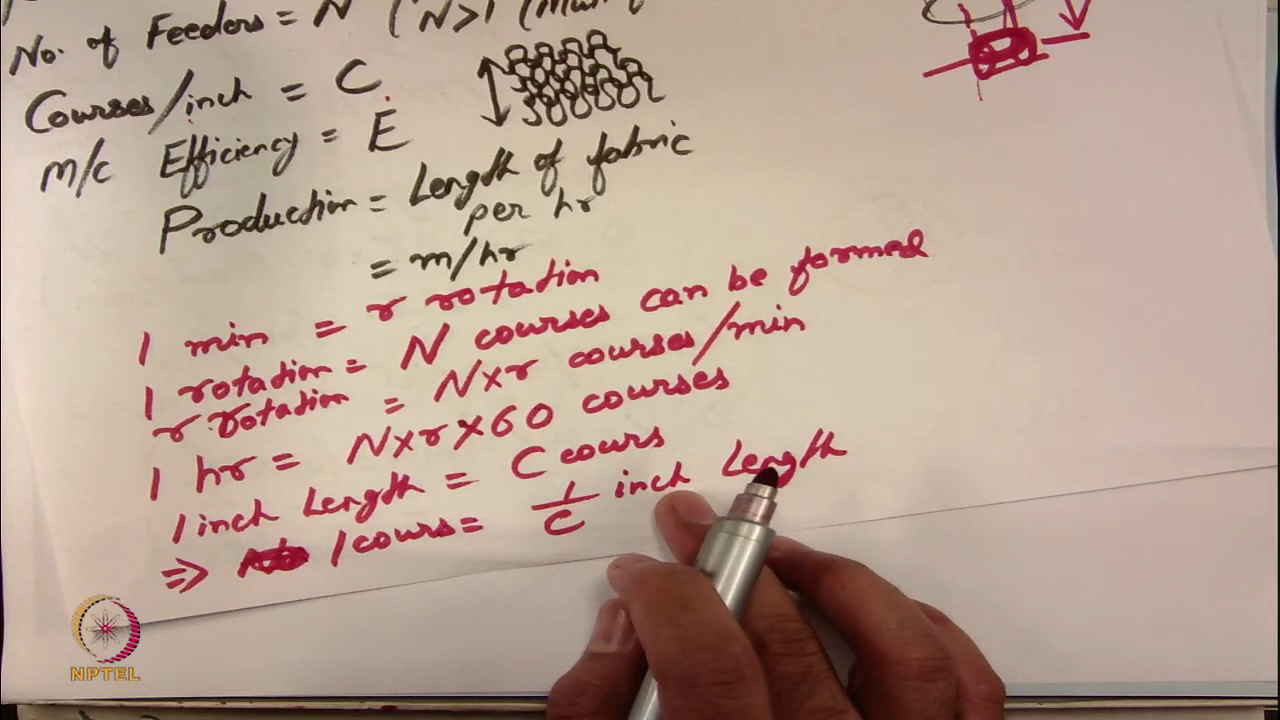 No. of Feeders = N (N>1
Courses/inch = C
m/c Efficiency = E
Production = Length of fabric
per hr
= m/hr
1 min = r rotation
1 rotation = N courses can be formed
r rotation = N×r courses/min
1 hr = N×r×60 courses
1 inch Length = C cours
⇒ 1 cours = 1/C inch Length
NPTEL